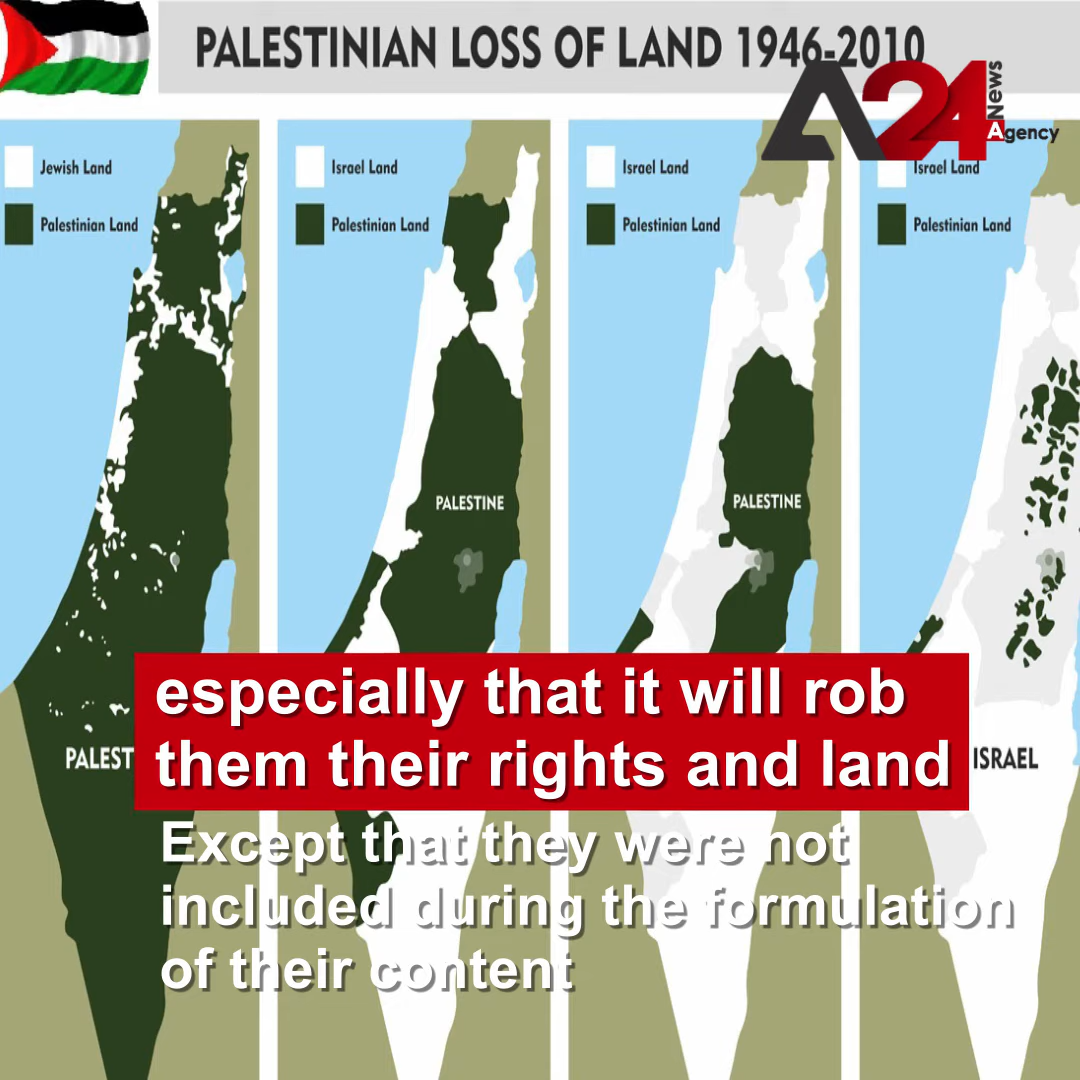 PALESTINIAN LOSS OF LAND 1946-2010
A24 News Agency
Jewish Land
Palestinian Land
Israel Land
Palestinian Land
Israel Land
Palestinian Land
Israel Land
Palestinian Land
PALESTINE
PALESTINE
especially that it will rob
them their rights and land
PALEST
ISRAEL
Except that they were not
included during the formulation
of their content